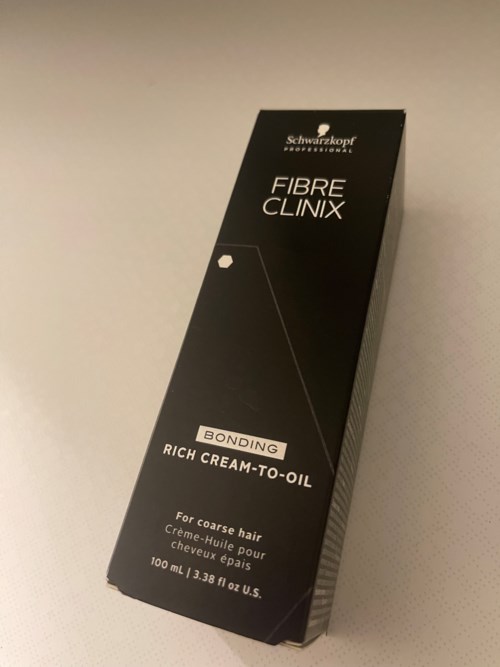 Schwarzkopf
PROFESSIONAL
FIBRE
CLINIX
BONDING
RICH CREAM-TO-OIL
For coarse hair
Crème-Huile pour
cheveux épais
100 mL | 3.38 fl oz U.S.